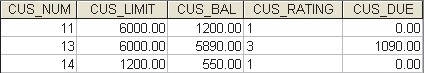 CUS_NUM CUS_LIMIT CUS_BAL CUS_RATING CUS_DUE
11 6000.00 1200.00 1 0.00
13 6000.00 5890.00 3 1090.00
14 1200.00 550.00 1 0.00